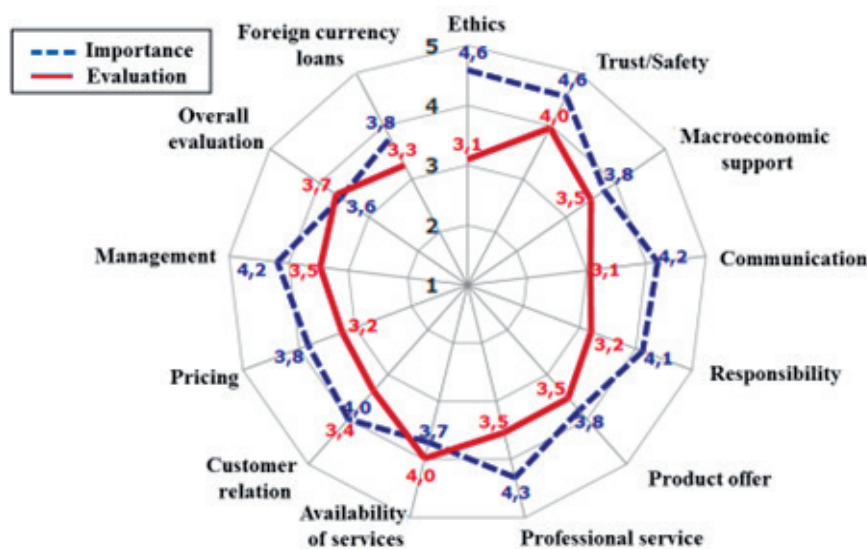 Importance
Evaluation
Foreign currency
loans
Ethics
Trust/Safety
Macroeconomic
support
Communication
Responsibility
Product offer
Professional service
Availability
of services
Customer
relation
Pricing
Management
Overall
evaluation
5
4
3
2
1
4,6
4,6
3,8
4,2
4,1
3,8
4,3
3,7
4,0
3,8
4,2
3,6
3,8
3,1
4,0
3,5
3,1
3,2
3,5
3,5
4,0
3,4
3,2
3,5
3,7
3,3